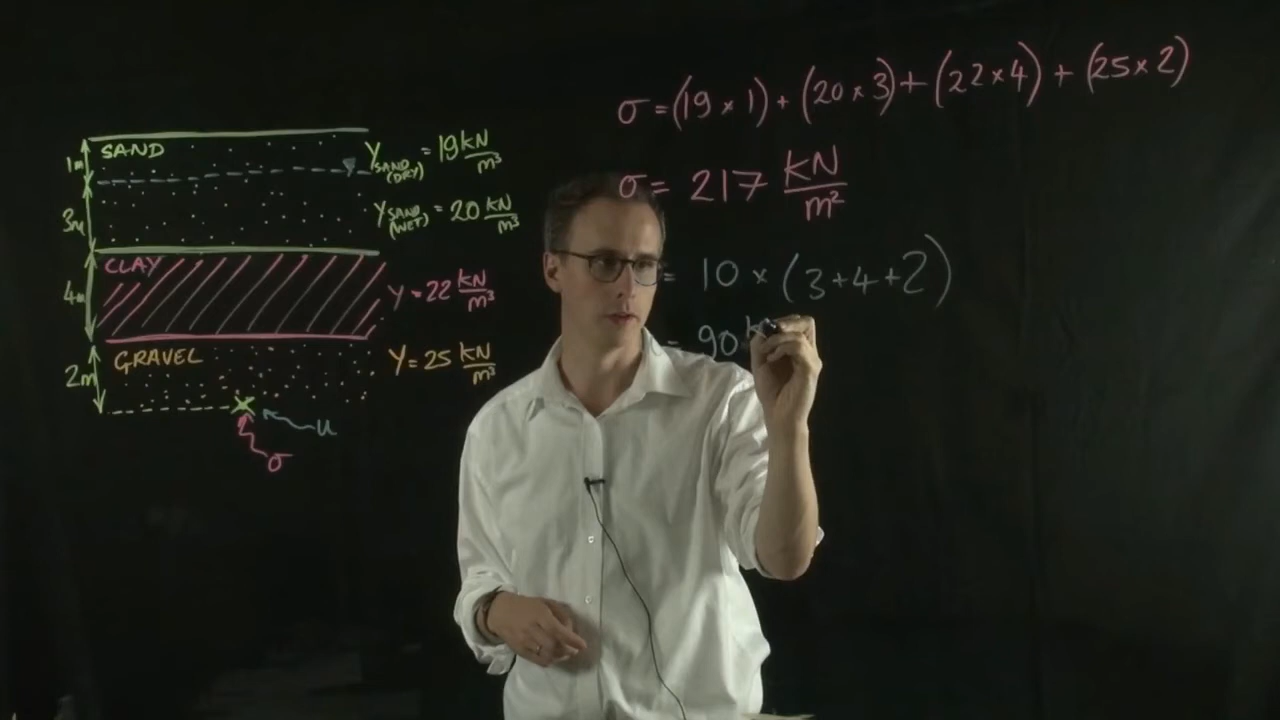 σ = (19 × 1) + (20 × 3) + (22 × 4) + (25 × 2)
σ = 217 kN/m²
= 10 × (3+4+2)
= 90 k
1m
SAND
γ SAND (DRY) = 19 kN/m³
3m
γ SAND (WET) = 20 kN/m³
CLAY
4m
γ = 22 kN/m³
GRAVEL
2m
γ = 25 kN/m³
u
σ